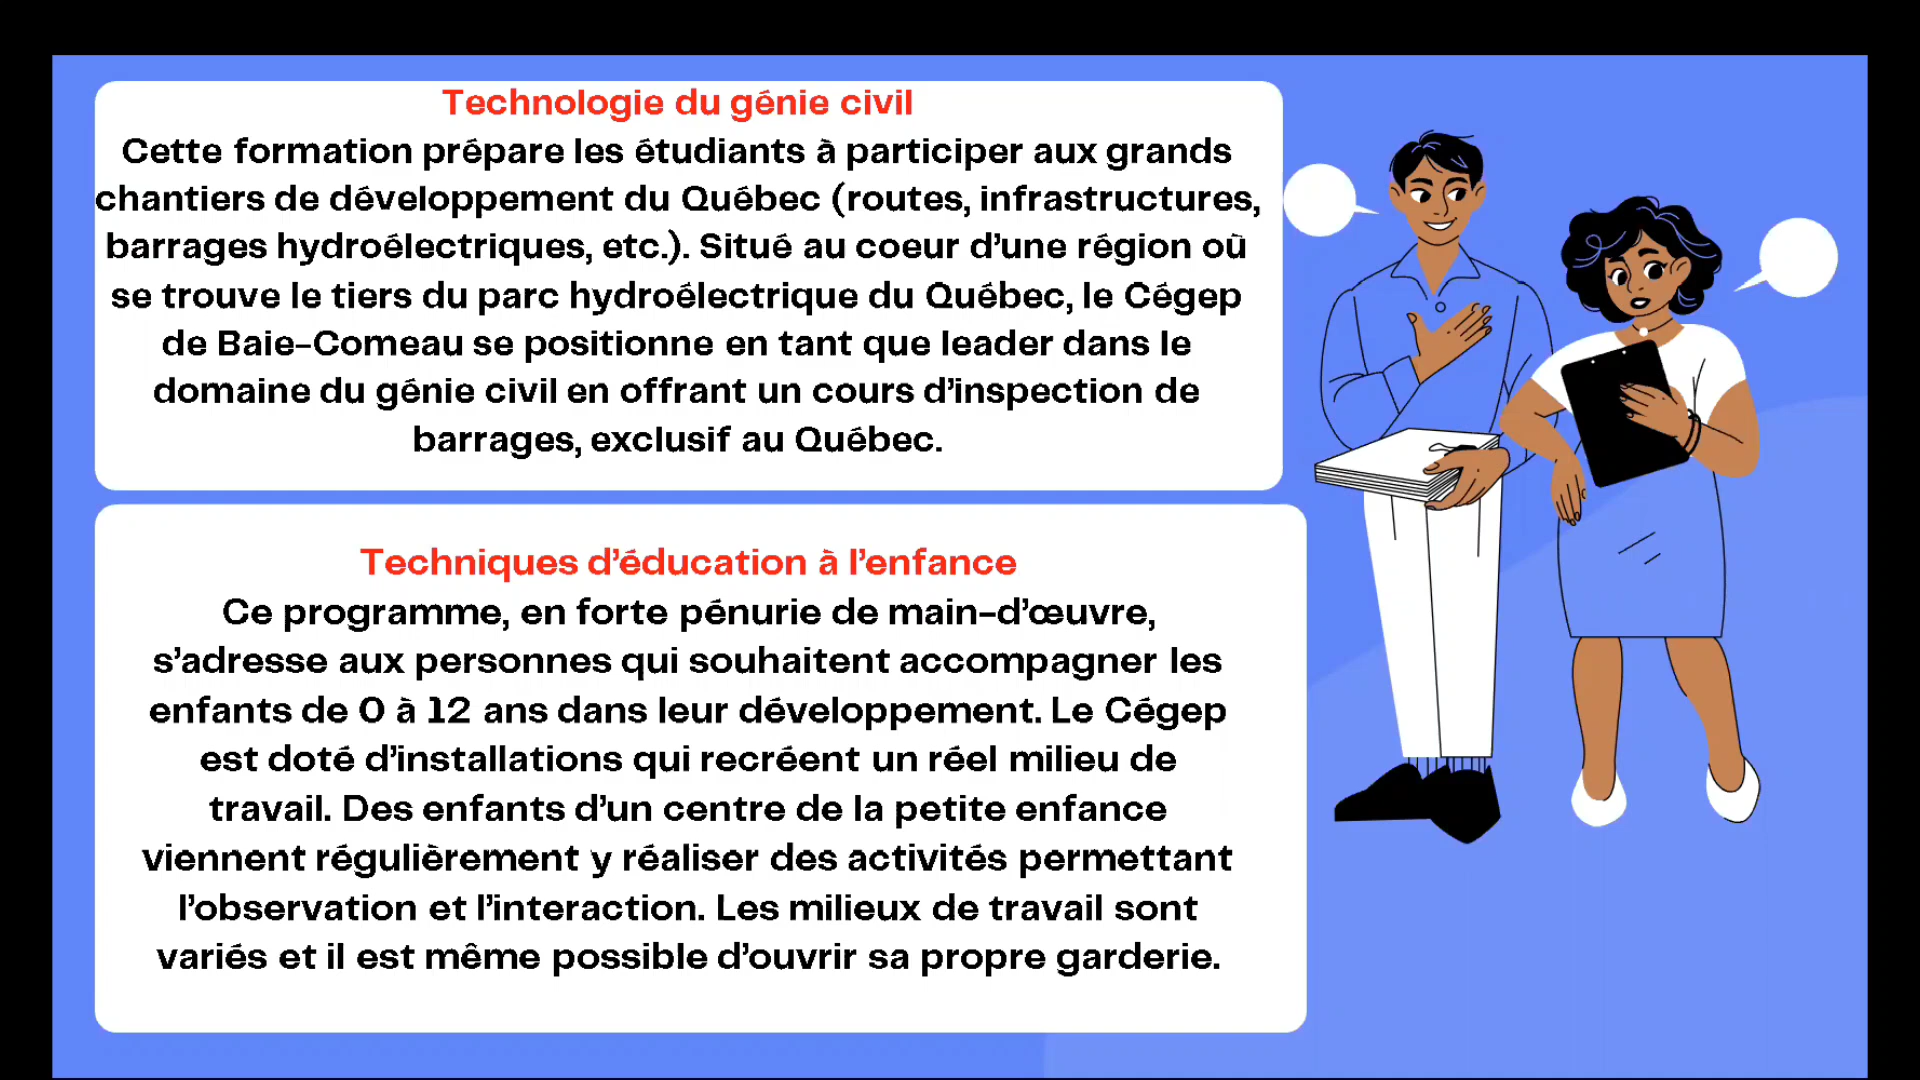 Technologie du génie civil
Cette formation prépare les étudiants à participer aux grands
chantiers de développement du Québec (routes, infrastructures,
barrages hydroélectriques, etc.). Situé au coeur d’une région où
se trouve le tiers du parc hydroélectrique du Québec, le Cégep
de Baie-Comeau se positionne en tant que leader dans le
domaine du génie civil en offrant un cours d’inspection de
barrages, exclusif au Québec.
Techniques d’éducation à l’enfance
Ce programme, en forte pénurie de main-d’œuvre,
s’adresse aux personnes qui souhaitent accompagner les
enfants de 0 à 12 ans dans leur développement. Le Cégep
est doté d’installations qui recréent un réel milieu de
travail. Des enfants d’un centre de la petite enfance
viennent régulièrement y réaliser des activités permettant
l’observation et l’interaction. Les milieux de travail sont
variés et il est même possible d’ouvrir sa propre garderie.